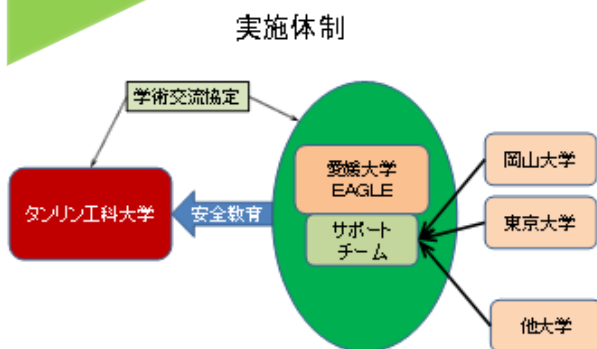 実施体制
学術交流協定
タンリン工科大学
安全教育
愛媛大学
EAGLE
サポート
チーム
岡山大学
東京大学
他大学